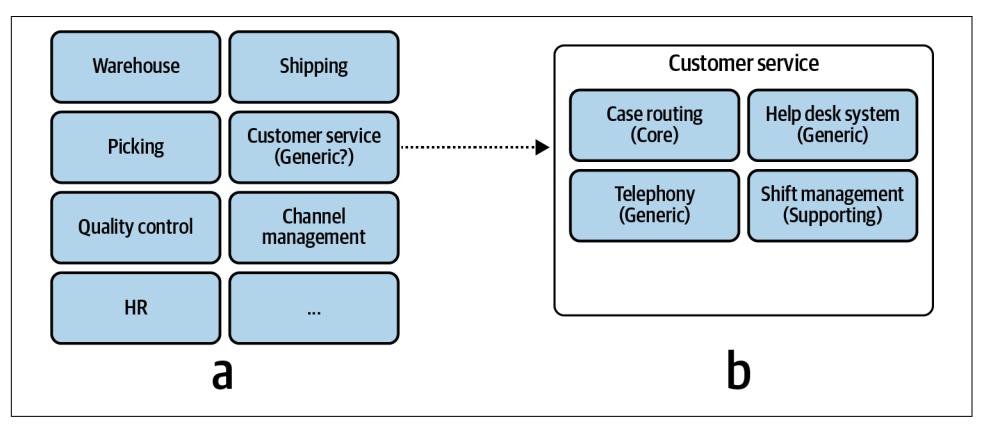 Warehouse
Shipping
Picking
Customer service
(Generic?)
Quality control
Channel
management
HR
...
a
Customer service
Case routing
(Core)
Help desk system
(Generic)
Telephony
(Generic)
Shift management
(Supporting)
b